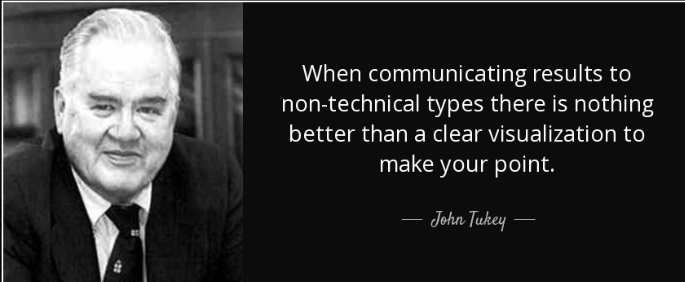 When communicating results to
non-technical types there is nothing
better than a clear visualization to
make your point.
John Tukey